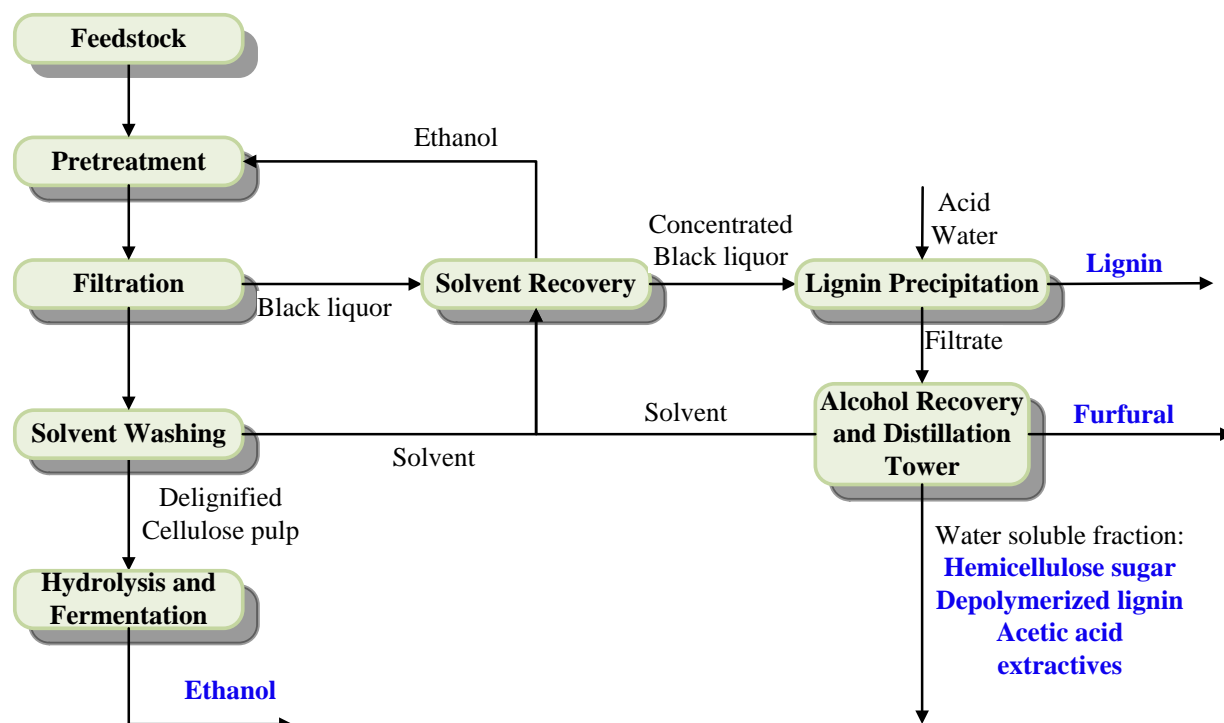 Feedstock
Pretreatment
Ethanol
Filtration
Black liquor
Solvent Recovery
Concentrated
Black liquor
Acid
Water
Lignin Precipitation
Lignin
Filtrate
Solvent Washing
Solvent
Solvent
Alcohol Recovery
and Distillation
Tower
Furfural
Delignified
Cellulose pulp
Hydrolysis and
Fermentation
Ethanol
Water soluble fraction:
Hemicellulose sugar
Depolymerized lignin
Acetic acid
extractives